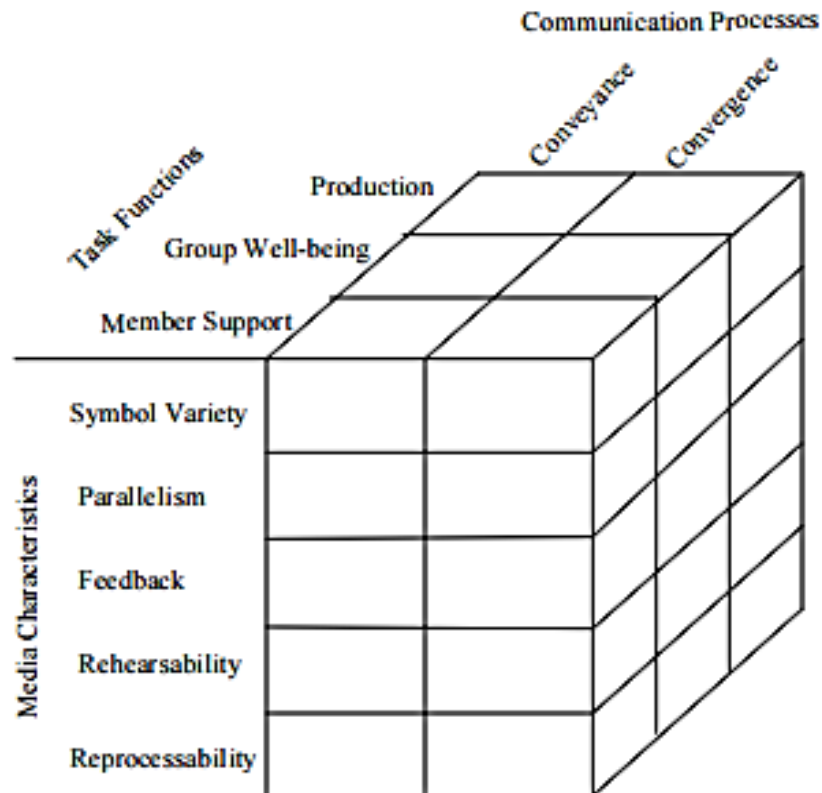 Communication Processes
Conveyance
Convergence
Task Functions
Production
Group Well-being
Member Support
Media Characteristics
Symbol Variety
Parallelism
Feedback
Rehearsability
Reprocessability